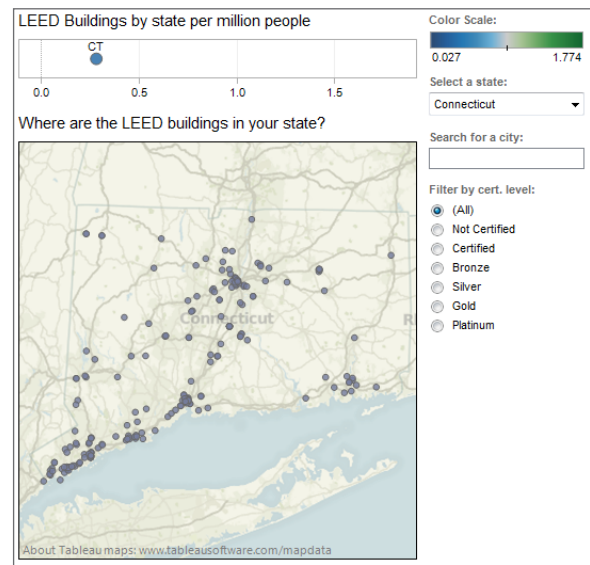 LEED Buildings by state per million people
CT
0.0 0.5 1.0 1.5
Where are the LEED buildings in your state?
Connecticut
RI
About Tableau maps: www.tableausoftware.com/mapdata
Color Scale:
0.027 1.774
Select a state:
Connecticut
Search for a city:
Filter by cert. level:
(All)
Not Certified
Certified
Bronze
Silver
Gold
Platinum